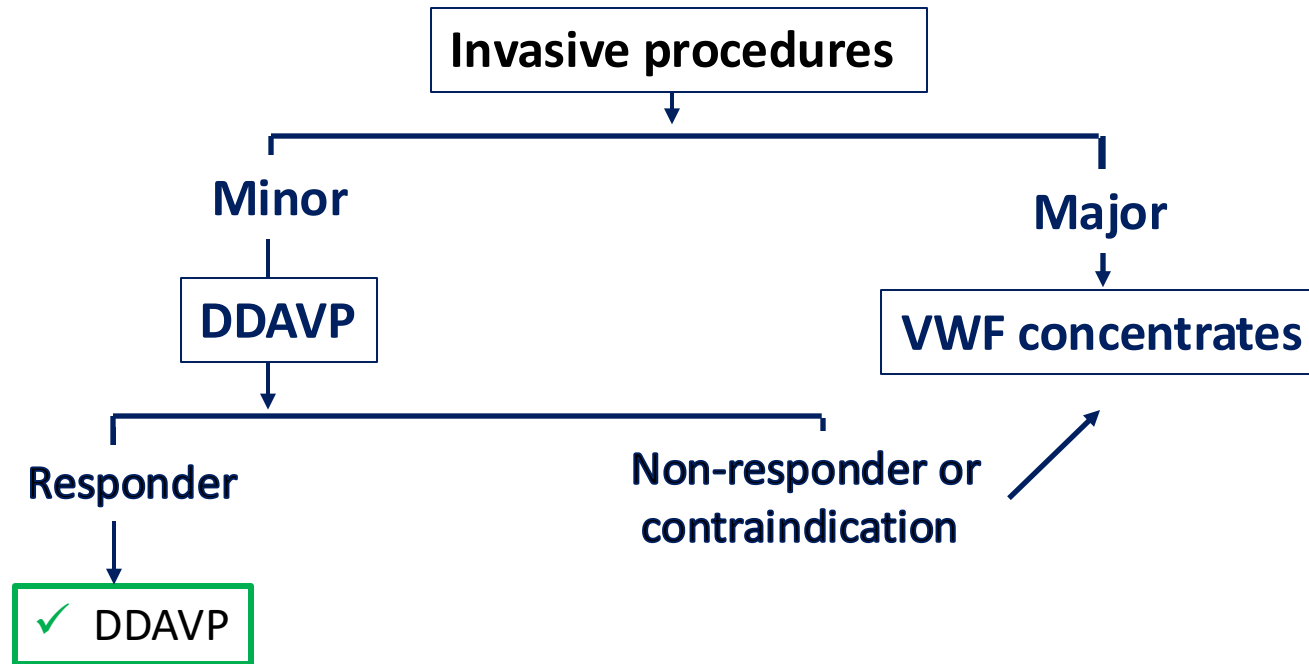 Invasive procedures
Minor
Major
DDAVP
VWF concentrates
Responder
Non-responder or
contraindication
✓ DDAVP